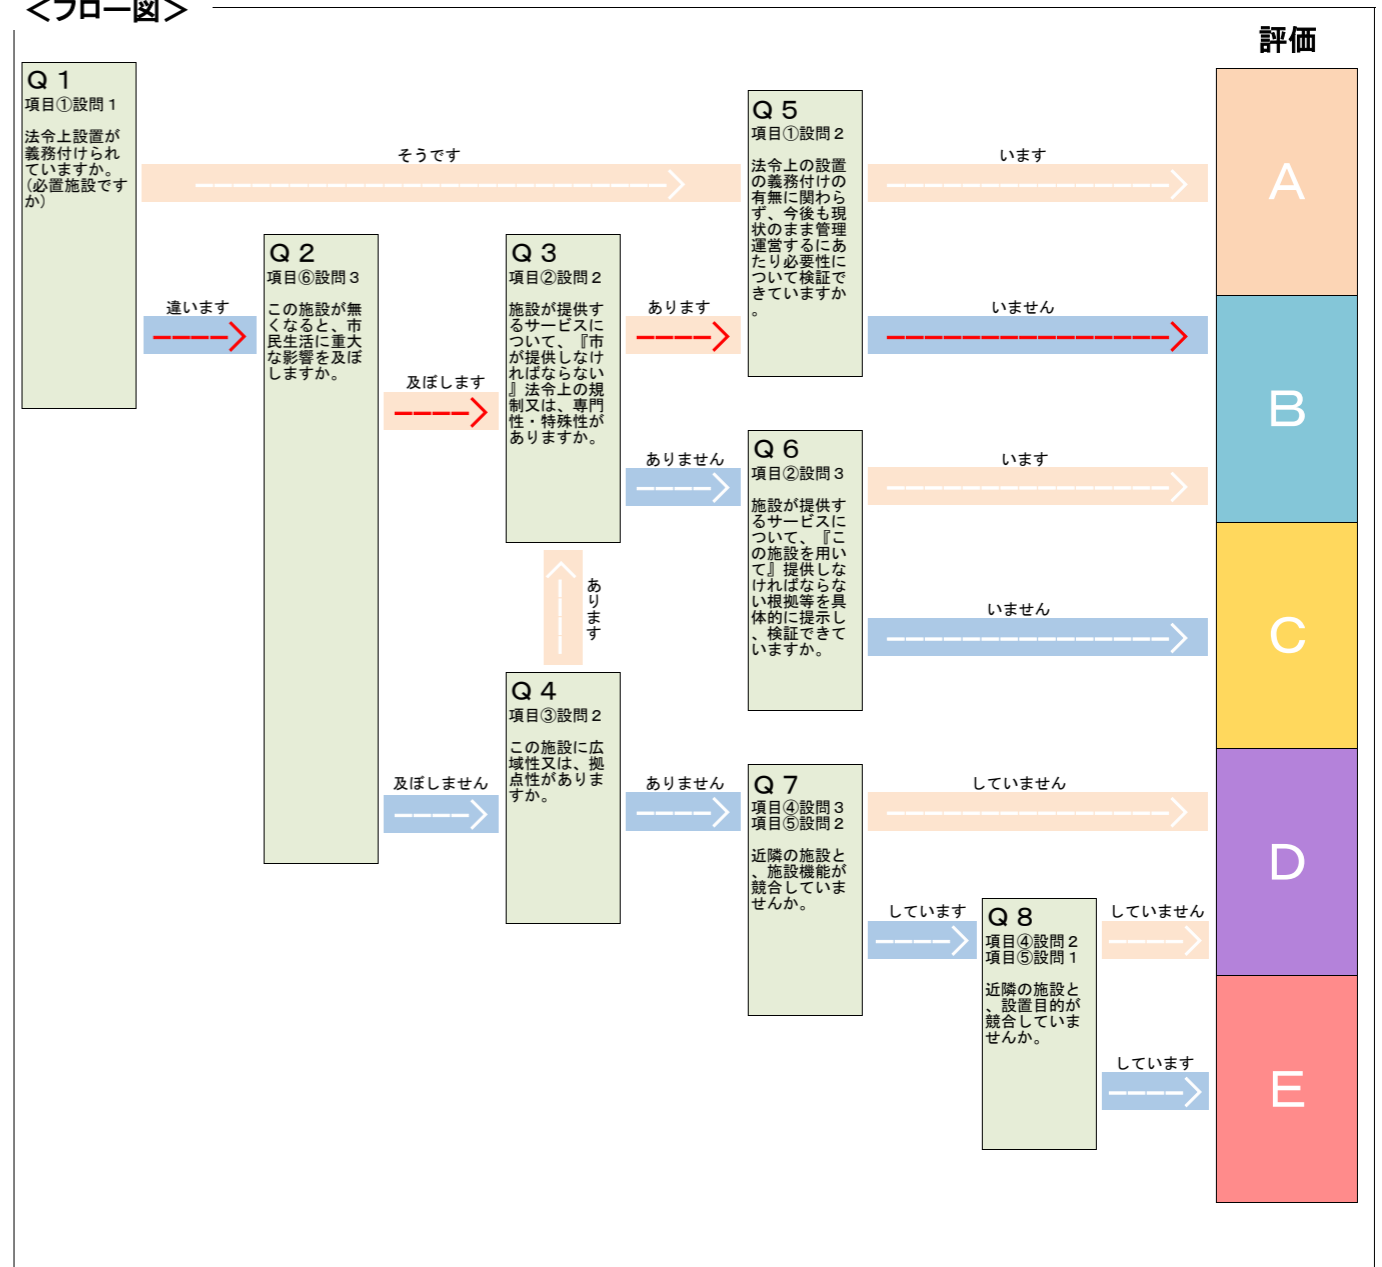 ＜フロー図＞
評価
Ｑ１
項目①設問１
法令上設置が
義務付けられ
ていますか。
（必置施設です
か）
そうです
違います
Ｑ２
項目⑥設問３
この施設が無
くなると、市
民生活に重大
な影響を及ぼ
しますか。
及ぼします
及ぼしません
Ｑ３
項目②設問２
施設が提供す
るサービスに
ついて、『市
が提供しなけ
ればならない
』法令上の規
制又は、専門
性・特殊性が
ありますか。
あります
ありません
あります
Ｑ４
項目③設問２
この施設に広
域性又は、拠
点性がありま
すか。
ありません
Ｑ５
項目①設問２
法令上の設置
の義務付けの
有無に関わら
ず、今後も現
状のまま管理
運営するにあ
たり必要性に
ついて検証で
きていますか
。
います
いません
Ｑ６
項目②設問３
施設が提供す
るサービスに
ついて、『こ
の施設を用い
て』提供しな
ければならな
い根拠等を具
体的に提示し
、検証できて
いますか。
います
いません
Ｑ７
項目④設問３
項目⑤設問２
近隣の施設と
、施設機能が
競合していま
せんか。
していません
しています
Ｑ８
項目④設問２
項目⑤設問１
近隣の施設と
、設置目的が
競合していま
せんか。
していません
しています
Ａ
Ｂ
Ｃ
Ｄ
Ｅ